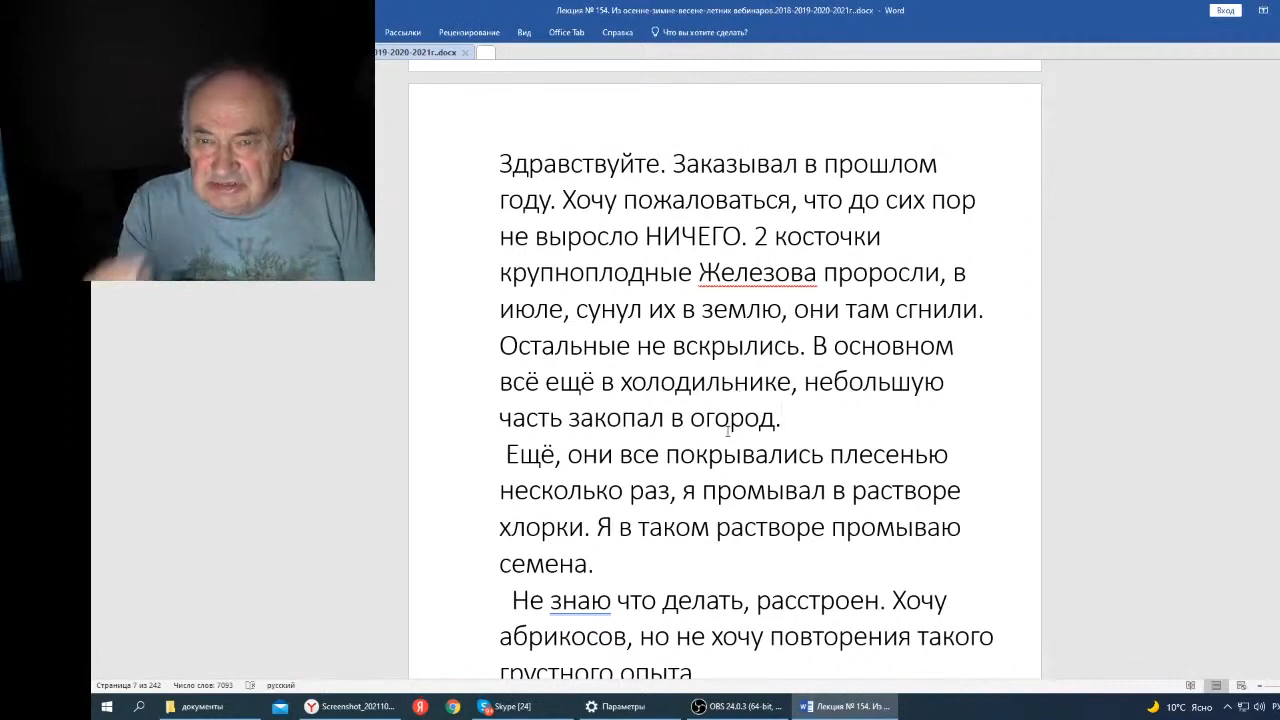 Лекция № 154. Из осенне-зимне-весене-летних вебинаров.2018-2019-2020-2021г..docx - Word
Вход
Рассылки Рецензирование Вид Office Tab Справка Что вы хотите сделать?
19-2020-2021г..docx
Здравствуйте. Заказывал в прошлом
году. Хочу пожаловаться, что до сих пор
не выросло НИЧЕГО. 2 косточки
крупноплодные Железова проросли, в
июле, сунул их в землю, они там сгнили.
Остальные не вскрылись. В основном
всё ещё в холодильнике, небольшую
часть закопал в огород.
Ещё, они все покрывались плесенью
несколько раз, я промывал в растворе
хлорки. Я в таком растворе промываю
семена.
Не знаю что делать, расстроен. Хочу
абрикосов, но не хочу повторения такого
грустного опыта
Страница 7 из 242 Число слов: 7093 русский
документы Screenshot_202110... Skype [24] Параметры OBS 24.0.3 (64-bit, ... Лекция № 154. Из ... 10°C Ясно